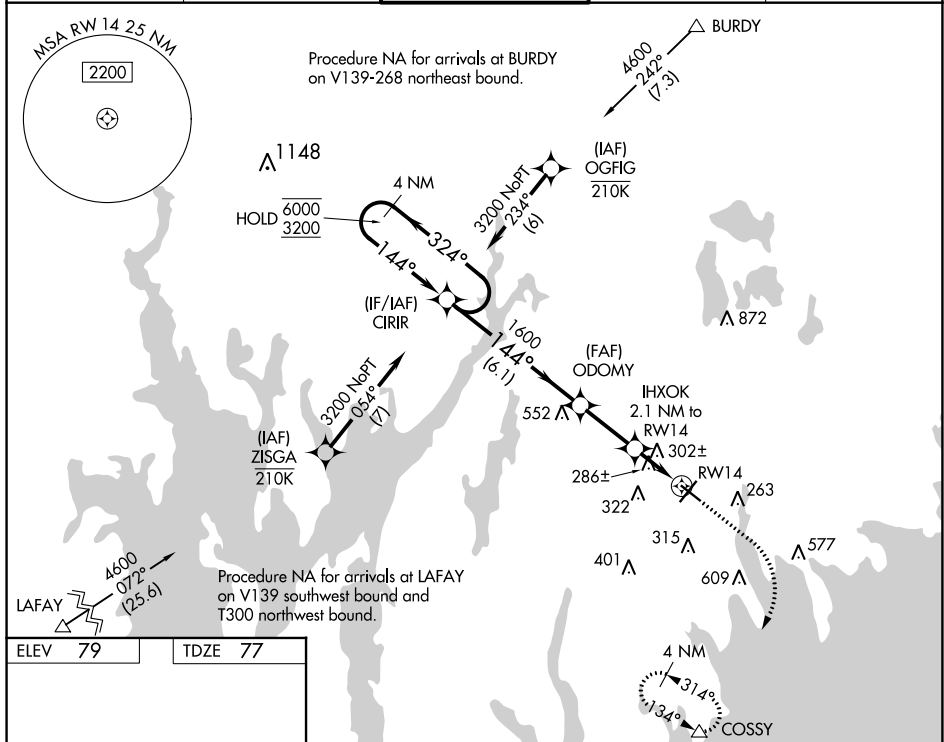 MSA RW 14 25 NM
2200
Procedure NA for arrivals at BURDY
on V139-268 northeast bound.
BURDY
4600
242°
(7.3)
1148
(IAF)
OGFIG
210K
4 NM
HOLD
6000
3200
3200 NoPT
234°
(6)
324°
144°
(IF/IAF)
CIRIR
1600
144°
(6.1)
872
(FAF)
ODOMY
IHXOK
2.1 NM to
RW14
552
302±
286±
RW14
3200 NoPT
054°
(7)
(IAF)
ZISGA
210K
322
263
315
577
401
609
4600
072°
(25.6)
LAFAY
Procedure NA for arrivals at LAFAY
on V139 southwest bound and
T300 northwest bound.
ELEV 79
TDZE 77
4 NM
314°
134°
COSSY